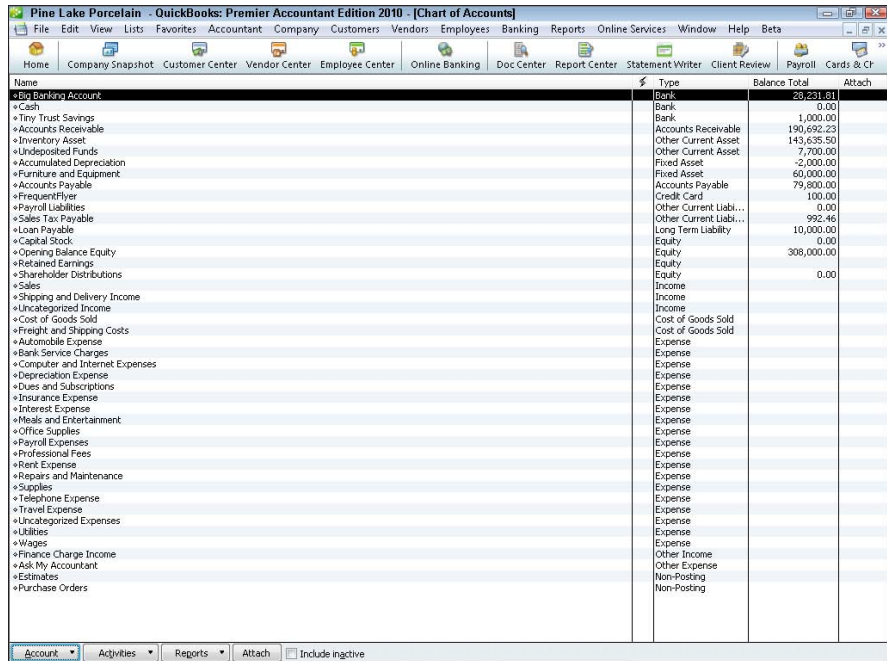 Pine Lake Porcelain - QuickBooks: Premier Accountant Edition 2010 - [Chart of Accounts]
File Edit View Lists Favorites Accountant Company Customers Vendors Employees Banking Reports Online Services Window Help Beta
Home Company Snapshot Customer Center Vendor Center Employee Center Online Banking Doc Center Report Center Statement Writer Client Review Payroll Cards & Ch
Name Type Balance Total Attach
Big Banking Account Bank 28,231.81
Cash Bank 0.00
Tiny Trust Savings Bank 1,000.00
Accounts Receivable Accounts Receivable 190,692.23
Inventory Asset Other Current Asset 143,635.50
Undeposited Funds Other Current Asset 7,700.00
Accumulated Depreciation Fixed Asset -2,000.00
Furniture and Equipment Fixed Asset 60,000.00
Accounts Payable Accounts Payable 79,800.00
FrequentFlyer Credit Card 100.00
Payroll Liabilities Other Current Liabi... 0.00
Sales Tax Payable Other Current Liabi... 992.46
Loan Payable Long Term Liability 10,000.00
Capital Stock Equity 0.00
Opening Balance Equity Equity 308,000.00
Retained Earnings Equity
Shareholder Distributions Equity 0.00
Sales Income
Shipping and Delivery Income Income
Uncategorized Income Income
Cost of Goods Sold Cost of Goods Sold
Freight and Shipping Costs Cost of Goods Sold
Automobile Expense Expense
Bank Service Charges Expense
Computer and Internet Expenses Expense
Depreciation Expense Expense
Dues and Subscriptions Expense
Insurance Expense Expense
Interest Expense Expense
Meals and Entertainment Expense
Office Supplies Expense
Payroll Expenses Expense
Professional Fees Expense
Rent Expense Expense
Repairs and Maintenance Expense
Supplies Expense
Telephone Expense Expense
Travel Expense Expense
Uncategorized Expenses Expense
Utilities Expense
Wages Expense
Finance Charge Income Other Income
Ask My Accountant Other Expense
Estimates Non-Posting
Purchase Orders Non-Posting
Account Activities Reports Attach Include inactive